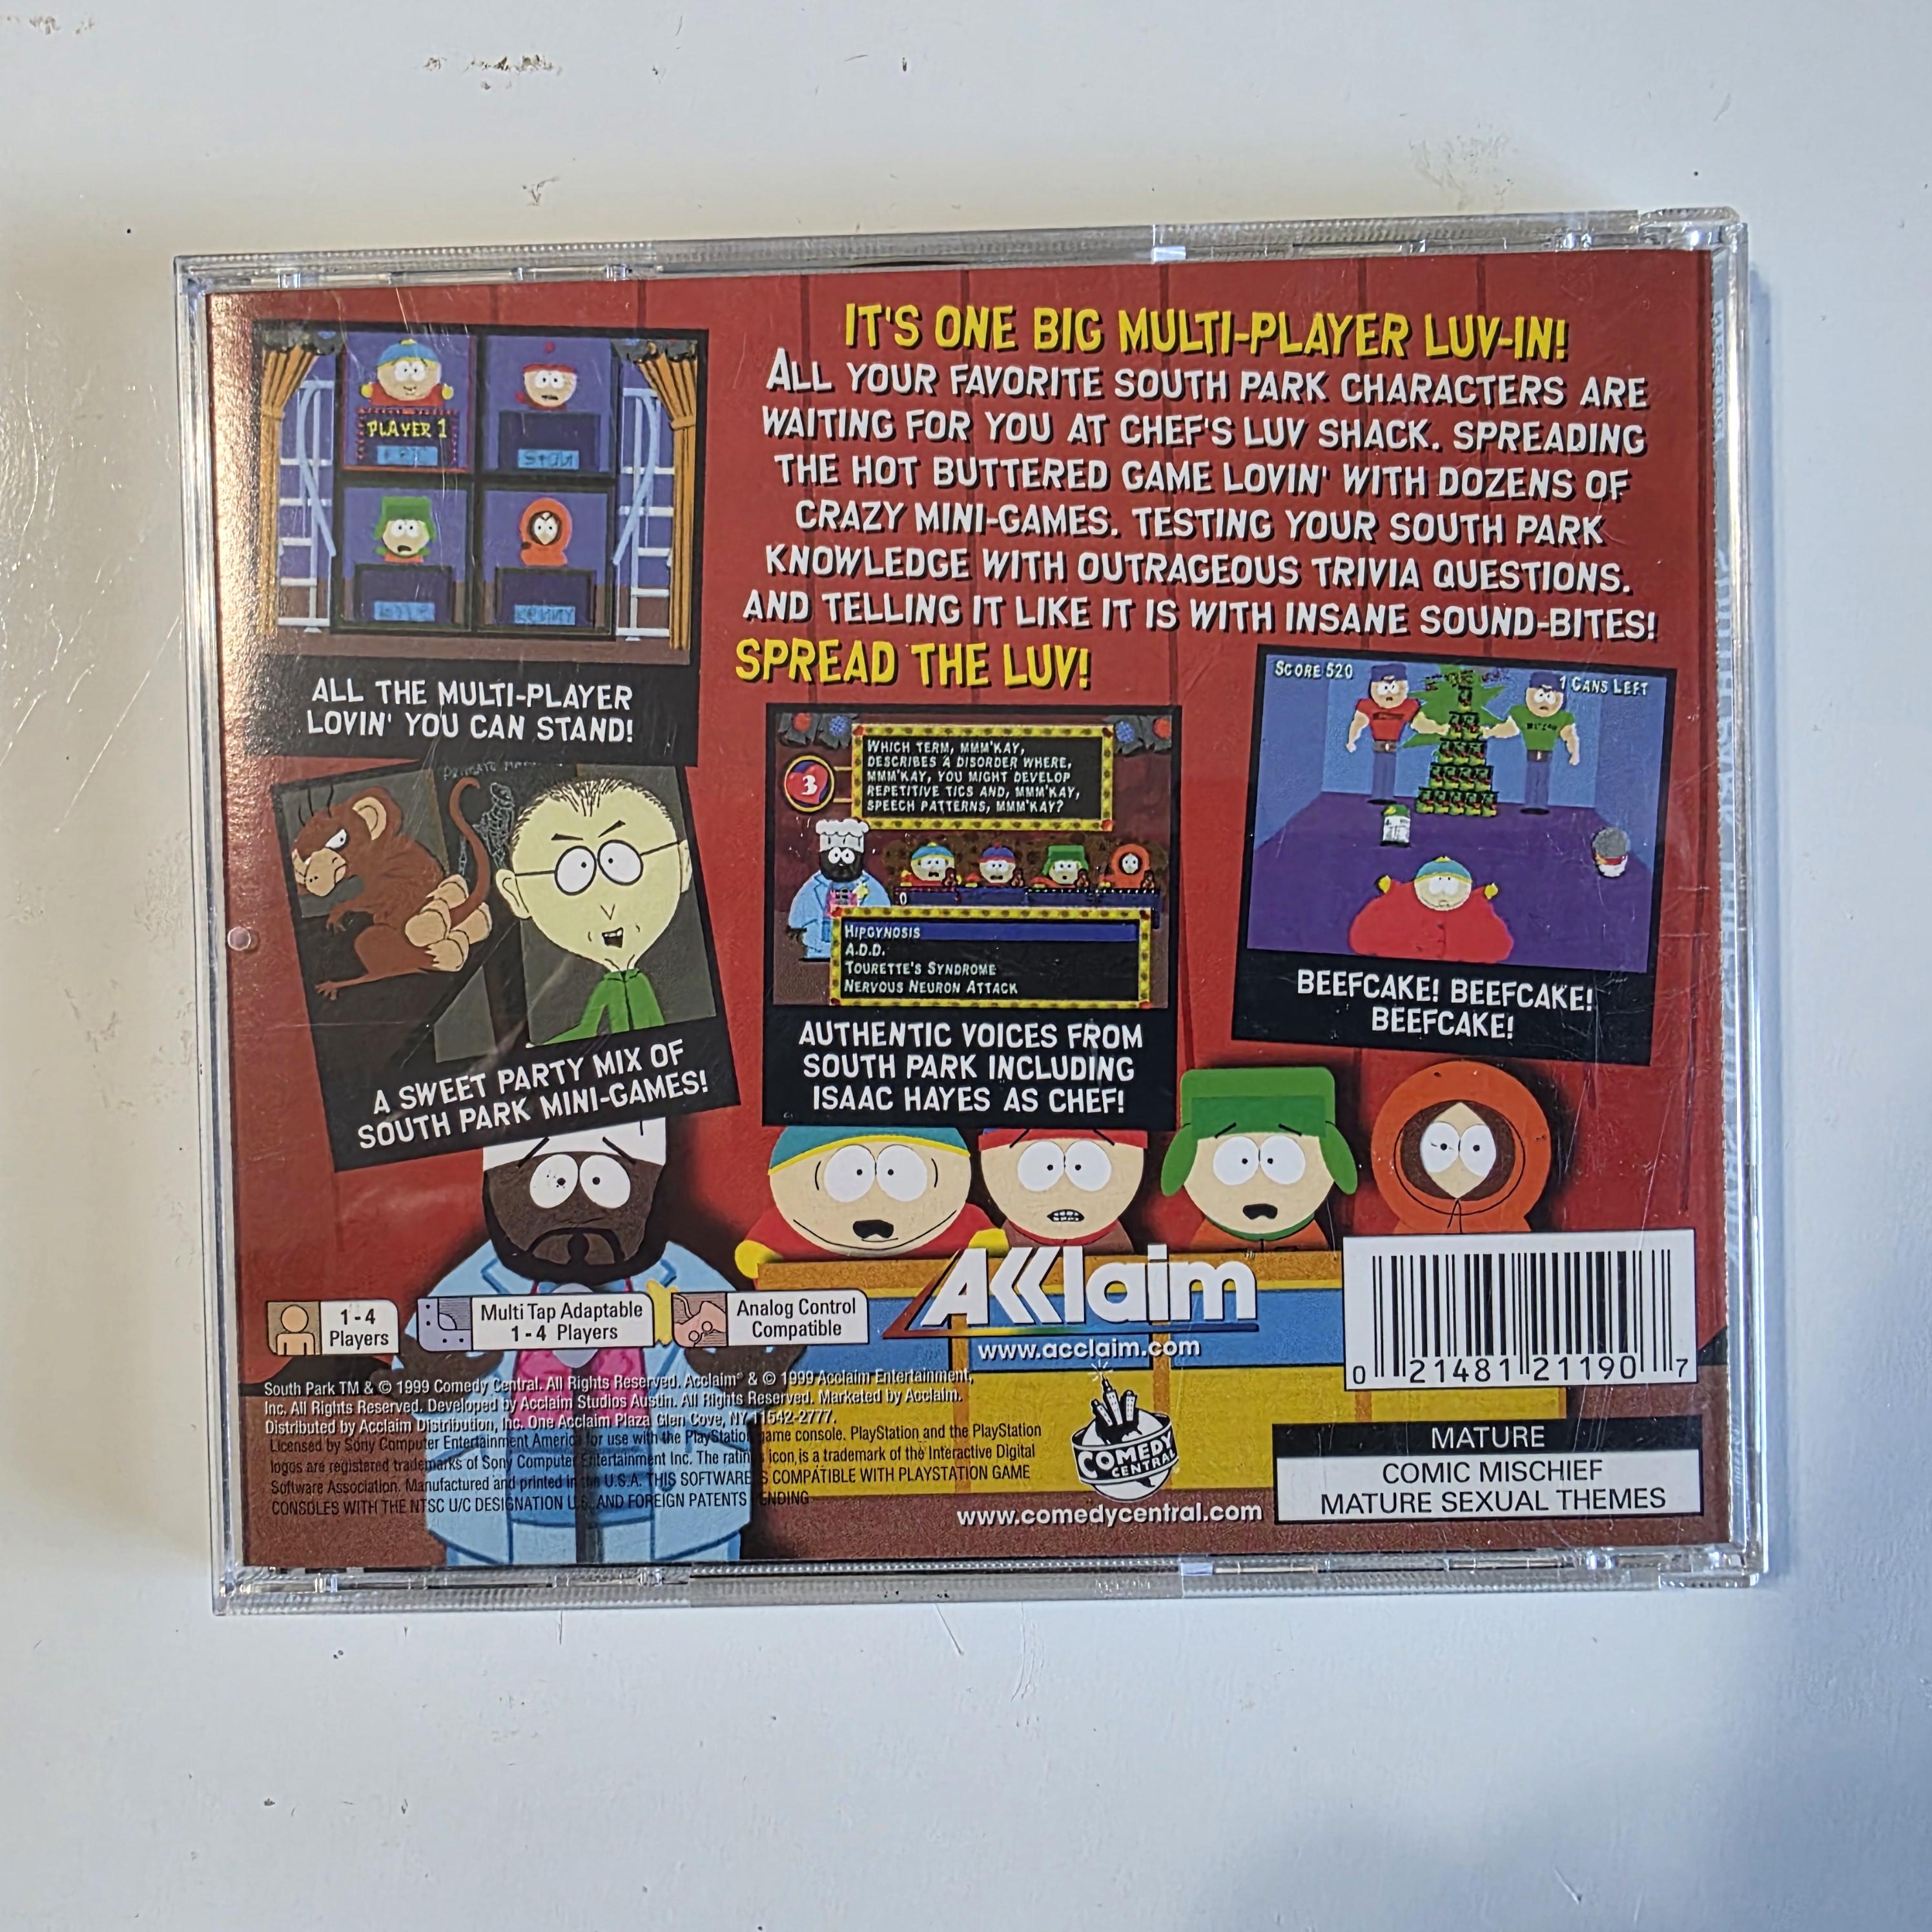 IT'S ONE BIG MULTI-PLAYER LUV-IN!
ALL YOUR FAVORITE SOUTH PARK CHARACTERS ARE
WAITING FOR YOU AT CHEF'S LUV SHACK. SPREADING
THE HOT BUTTERED GAME LOVIN' WITH DOZENS OF
CRAZY MINI-GAMES. TESTING YOUR SOUTH PARK
KNOWLEDGE WITH OUTRAGEOUS TRIVIA QUESTIONS.
AND TELLING IT LIKE IT IS WITH INSANE SOUND-BITES!
SPREAD THE LUV!
PLAYER 1
STAN
KENNY
ALL THE MULTI-PLAYER
LOVIN' YOU CAN STAND!
A SWEET PARTY MIX OF
SOUTH PARK MINI-GAMES!
WHICH TERM, MMM'KAY,
DESCRIBES A DISORDER WHERE,
MMM'KAY, YOU MIGHT DEVELOP
REPETITIVE TICS AND, MMM'KAY,
SPEECH PATTERNS, MMM'KAY?
3
0
HIPGYNOSIS
A.D.D.
TOURETTE'S SYNDROME
NERVOUS NEURON ATTACK
AUTHENTIC VOICES FROM
SOUTH PARK INCLUDING
ISAAC HAYES AS CHEF!
SCORE 520
1 CANS LEFT
BEEFCAKE! BEEFCAKE!
BEEFCAKE!
1 - 4
Players
Multi Tap Adaptable
1 - 4 Players
Analog Control
Compatible
Acclaim
www.acclaim.com
0 21481 21190 7
South Park TM & © 1999 Comedy Central. All Rights Reserved. Acclaim® & © 1999 Acclaim Entertainment,
Inc. All Rights Reserved. Developed by Acclaim Studios Austin. All Rights Reserved. Marketed by Acclaim.
Distributed by Acclaim Distribution, Inc. One Acclaim Plaza Glen Cove, NY 11542-2777.
Licensed by Sony Computer Entertainment America for use with the PlayStation game console. PlayStation and the PlayStation
logos are registered trademarks of Sony Computer Entertainment Inc. The ratings icon is a trademark of the Interactive Digital
Software Association. Manufactured and printed in the U.S.A. THIS SOFTWARE IS COMPATIBLE WITH PLAYSTATION GAME
CONSOLES WITH THE NTSC U/C DESIGNATION U.S. AND FOREIGN PATENTS PENDING
COMEDY
CENTRAL
www.comedycentral.com
MATURE
COMIC MISCHIEF
MATURE SEXUAL THEMES